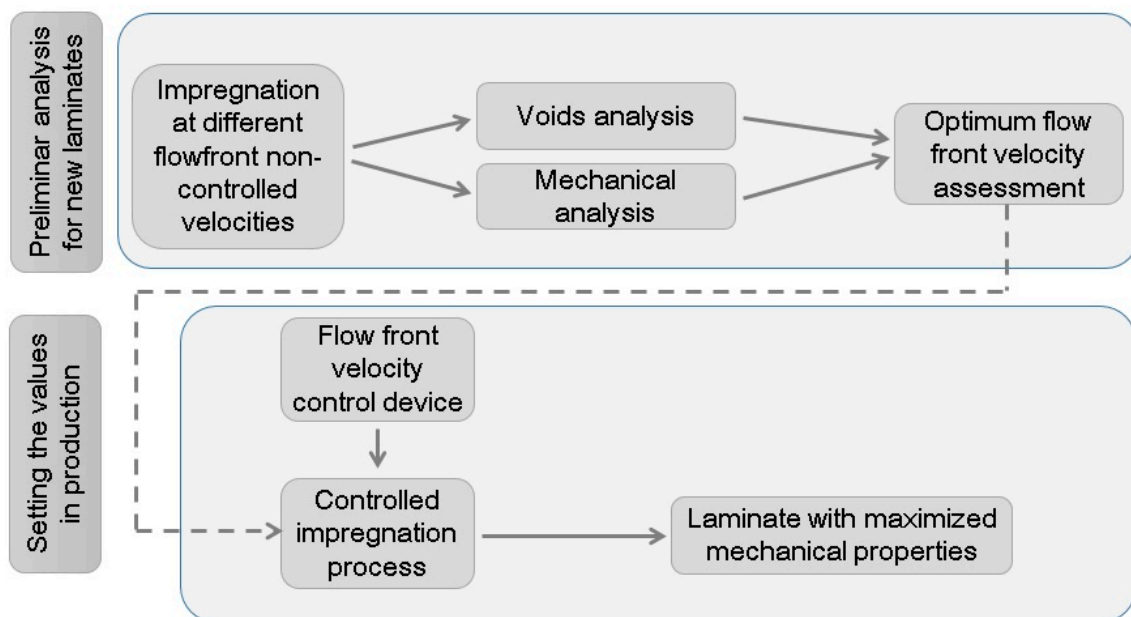 Preliminar analysis
for new laminates
Impregnation
at different
flowfront non-
controlled
velocities
Voids analysis
Mechanical
analysis
Optimum flow
front velocity
assessment
Setting the values
in production
Flow front
velocity
control device
Controlled
impregnation
process
Laminate with maximized
mechanical properties